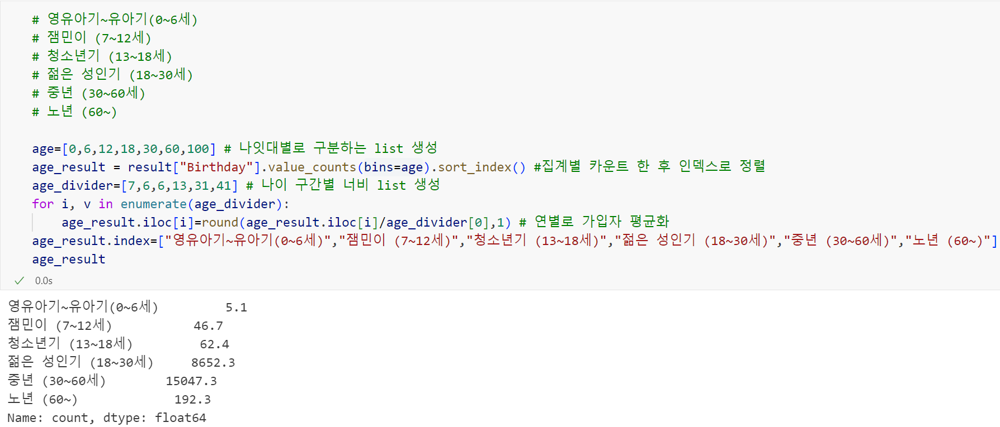 # 영유아기~유아기(0~6세)
# 잼민이 (7~12세)
# 청소년기 (13~18세)
# 젊은 성인기 (18~30세)
# 중년 (30~60세)
# 노년 (60~)
age=[0,6,12,18,30,60,100] # 나잇대별로 구분하는 list 생성
age_result = result["Birthday"].value_counts(bins=age).sort_index() #집계별 카운트 한 후 인덱스로 정렬
age_divider=[7,6,6,13,31,41] # 나이 구간별 너비 list 생성
for i, v in enumerate(age_divider):
    age_result.iloc[i]=round(age_result.iloc[i]/age_divider[0],1) # 연별로 가입자 평균화
age_result.index=["영유아기~유아기(0~6세)","잼민이 (7~12세)","청소년기 (13~18세)","젊은 성인기 (18~30세)","중년 (30~60세)","노년 (60~)"]
age_result
0.0s
영유아기~유아기(0~6세) 5.1
잼민이 (7~12세) 46.7
청소년기 (13~18세) 62.4
젊은 성인기 (18~30세) 8652.3
중년 (30~60세) 15047.3
노년 (60~) 192.3
Name: count, dtype: float64